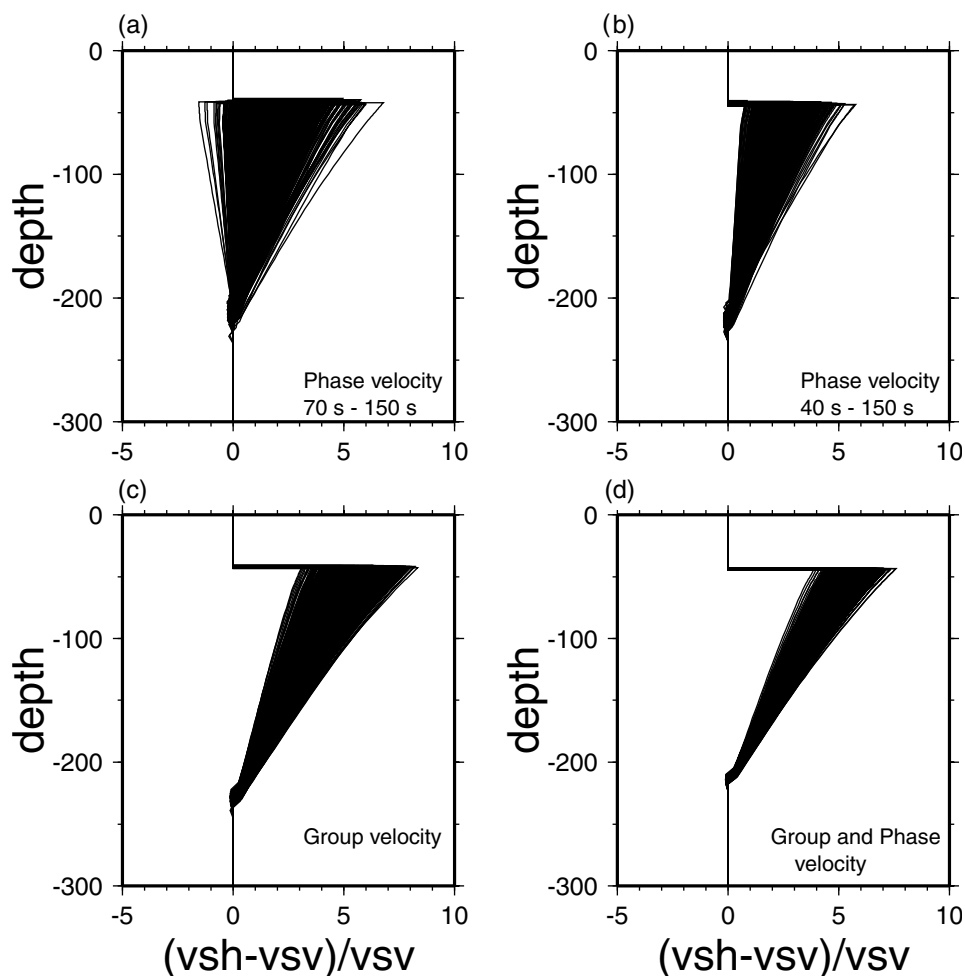 (a)
0
-100
-200
-300
depth
Phase velocity
70 s - 150 s
-5 0 5 10
(b)
0
-100
-200
-300
depth
Phase velocity
40 s - 150 s
-5 0 5 10
(c)
0
-100
-200
-300
depth
Group velocity
-5 0 5 10
(vsh-vsv)/vsv
(d)
0
-100
-200
-300
depth
Group and Phase
velocity
-5 0 5 10
(vsh-vsv)/vsv